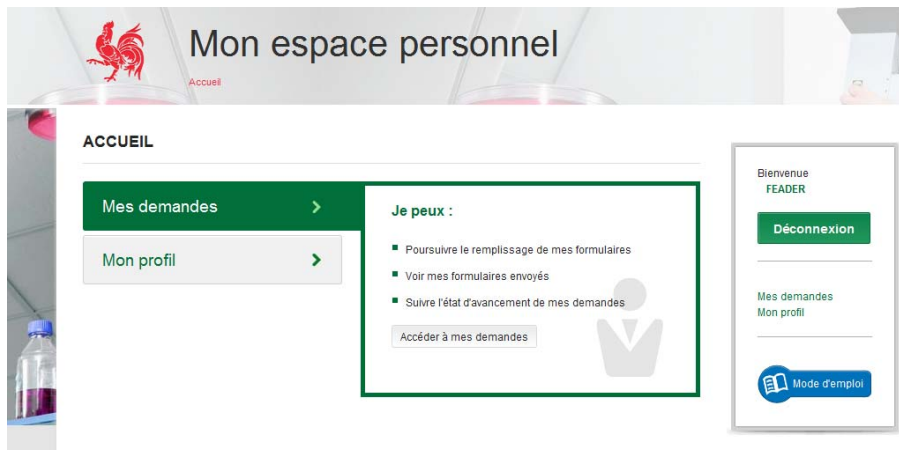 Mon espace personnel
Accueil
ACCUEIL
Mes demandes
Mon profil
Je peux :
Poursuivre le remplissage de mes formulaires
Voir mes formulaires envoyés
Suivre l'état d'avancement de mes demandes
Accéder à mes demandes
Bienvenue
FEADER
Déconnexion
Mes demandes
Mon profil
Mode d'emploi